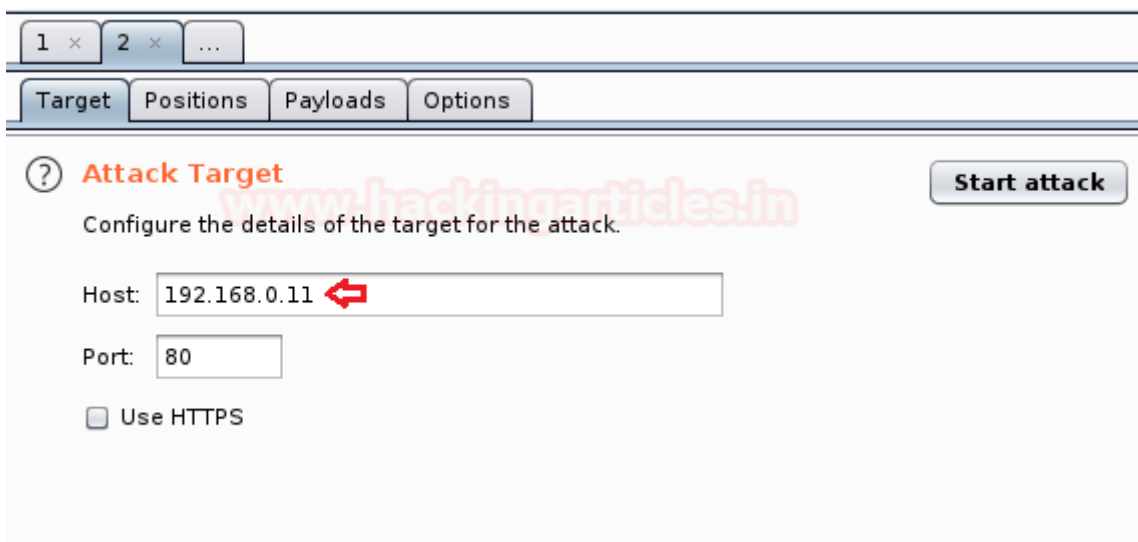 1 × 2 × ...
Target Positions Payloads Options
? Attack Target Start attack
www.hackingarticles.in
Configure the details of the target for the attack.
Host: 192.168.0.11
Port: 80
Use HTTPS